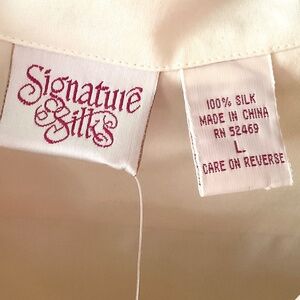 Signature
Silks
100% SILK
MADE IN CHINA
RN 52469
L
CARE ON REVERSE